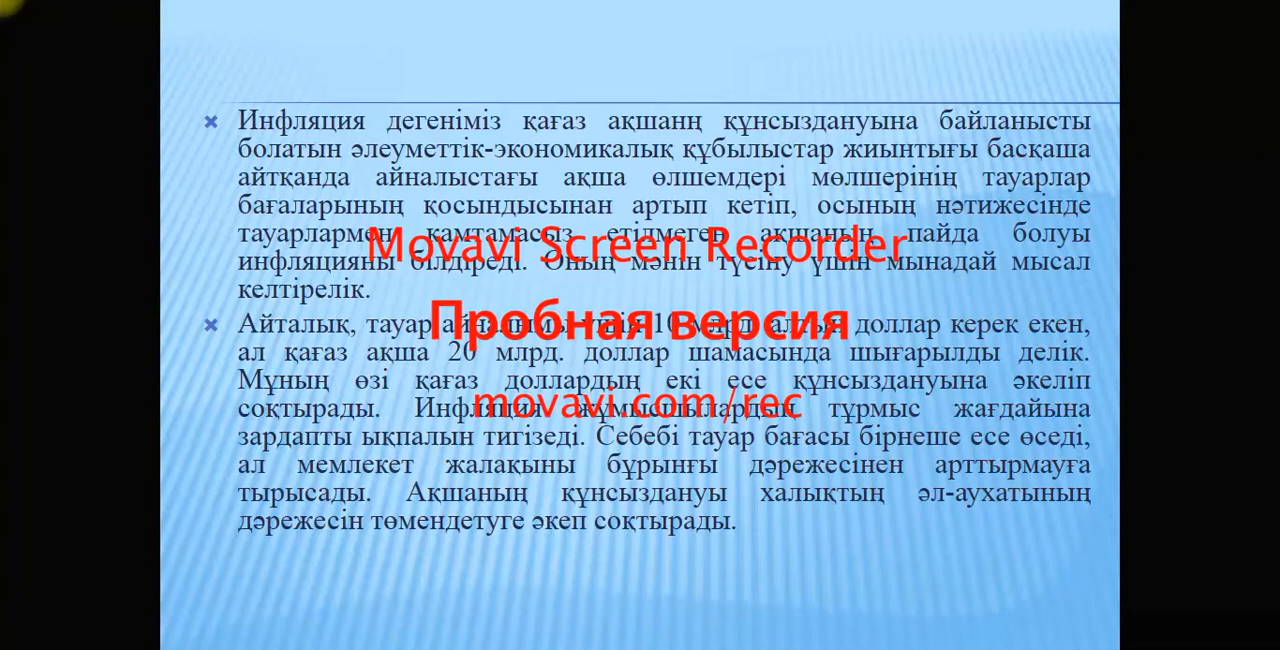 Инфляция дегеніміз қағаз ақшанң құнсыздануына байланысты
болатын әлеуметтік-экономикалық құбылыстар жиынтығы басқаша
айтқанда айналыстағы ақша өлшемдері мөлшерінің тауарлар
бағаларының қосындысынан артып кетіп, осының нәтижесінде
тауарлармен қамтамасыз етілмеген ақшаның пайда болуы
Movavi Screen Recorder
инфляцияны білдіреді. Оның мәнін түсіну үшін мынадай мысал
келтірелік.
Айталық, тауар айналымы үшін 10 млрд. алтын доллар керек екен,
Пробная версия
ал қағаз ақша 20 млрд. доллар шамасында шығарылды делік.
Мұның өзі қағаз доллардың екі есе құнсыздануына әкеліп
соқтырады. Инфляция жұмысшылардың тұрмыс жағдайына
movavi.com/rec
зардапты ықпалын тигізеді. Себебі тауар бағасы бірнеше есе өседі,
ал мемлекет жалақыны бұрынғы дәрежесінен арттырмауға
тырысады. Ақшаның құнсыздануы халықтың әл-аухатының
дәрежесін төмендетуге әкеп соқтырады.